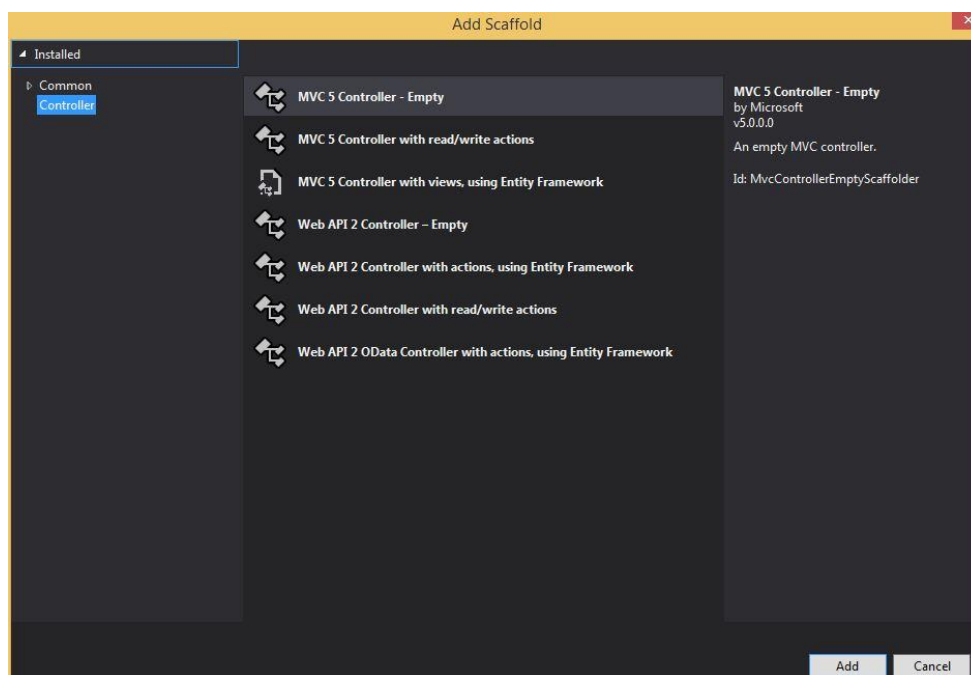 Add Scaffold
Installed
Common
Controller
MVC 5 Controller - Empty
MVC 5 Controller with read/write actions
MVC 5 Controller with views, using Entity Framework
Web API 2 Controller – Empty
Web API 2 Controller with actions, using Entity Framework
Web API 2 Controller with read/write actions
Web API 2 OData Controller with actions, using Entity Framework
MVC 5 Controller - Empty
by Microsoft
v5.0.0.0
An empty MVC controller.
Id: MvcControllerEmptyScaffolder
Add
Cancel